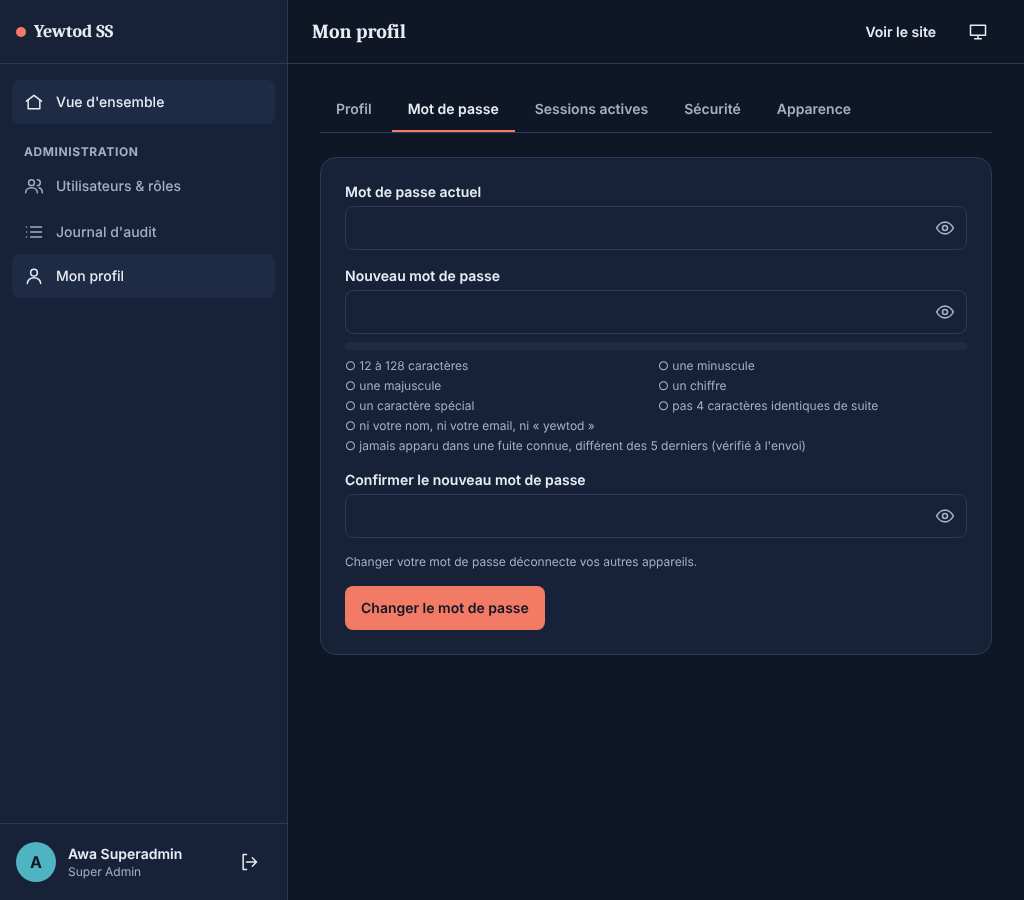 Yewtod SS
Mon profil
Voir le site
Vue d'ensemble
ADMINISTRATION
Utilisateurs & rôles
Journal d'audit
Mon profil
Profil
Mot de passe
Sessions actives
Sécurité
Apparence
Mot de passe actuel
Nouveau mot de passe
12 à 128 caractères
une minuscule
une majuscule
un chiffre
un caractère spécial
pas 4 caractères identiques de suite
ni votre nom, ni votre email, ni « yewtod »
jamais apparu dans une fuite connue, différent des 5 derniers (vérifié à l'envoi)
Confirmer le nouveau mot de passe
Changer votre mot de passe déconnecte vos autres appareils.
Changer le mot de passe
A
Awa Superadmin
Super Admin